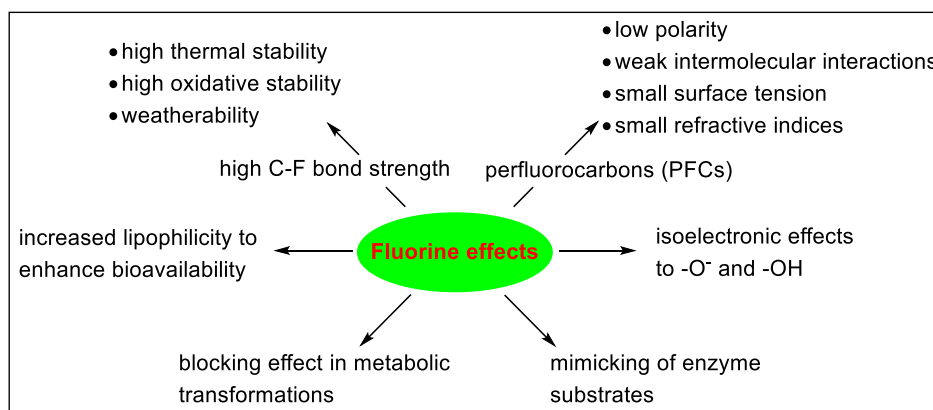 • high thermal stability
• high oxidative stability
• weatherability
high C-F bond strength
• low polarity
• weak intermolecular interactions
• small surface tension
• small refractive indices
perfluorocarbons (PFCs)
increased lipophilicity to
enhance bioavailability
Fluorine effects
isoelectronic effects
to -O⁻ and -OH
blocking effect in metabolic
transformations
mimicking of enzyme
substrates